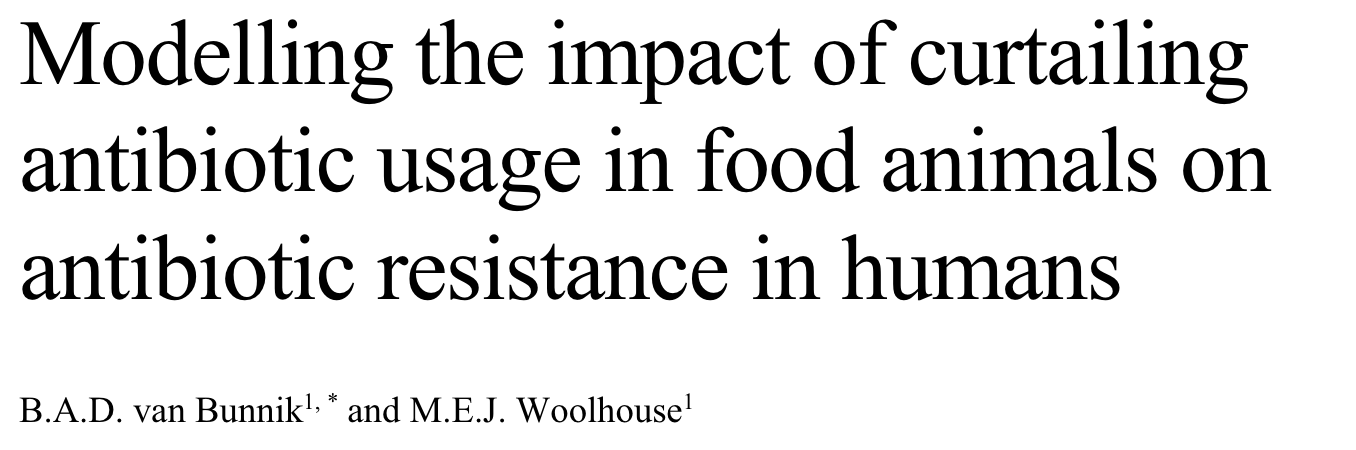 Modelling the impact of curtailing
antibiotic usage in food animals on
antibiotic resistance in humans
B.A.D. van Bunnik1, * and M.E.J. Woolhouse1